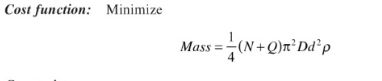 Cost function: Minimize
Mass = 1/4 (N + Q)π²Dd²ρ